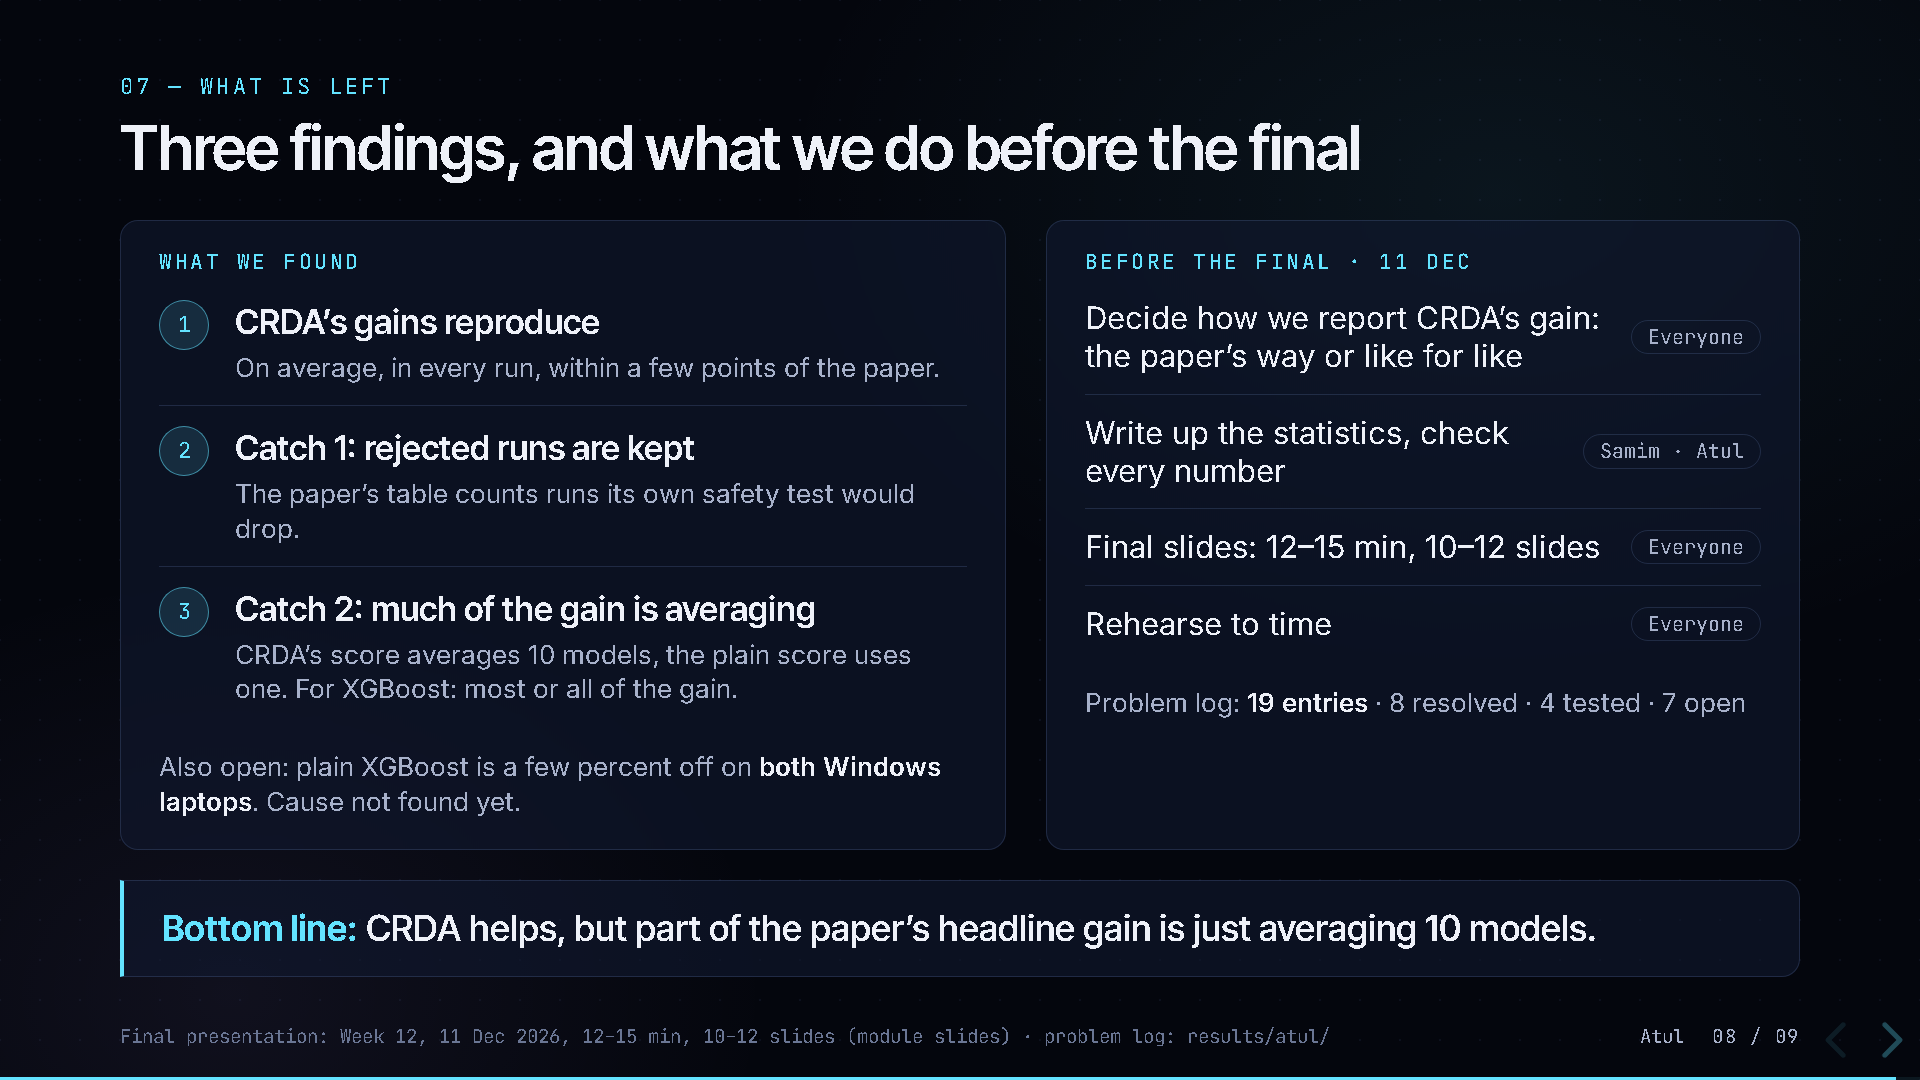 07 — WHAT IS LEFT
Three findings, and what we do before the final
WHAT WE FOUND
1
CRDA’s gains reproduce
On average, in every run, within a few points of the paper.
2
Catch 1: rejected runs are kept
The paper’s table counts runs its own safety test would
drop.
3
Catch 2: much of the gain is averaging
CRDA’s score averages 10 models, the plain score uses
one. For XGBoost: most or all of the gain.
Also open: plain XGBoost is a few percent off on both Windows
laptops. Cause not found yet.
BEFORE THE FINAL · 11 DEC
Decide how we report CRDA’s gain:
the paper’s way or like for like
Everyone
Write up the statistics, check
every number
Samim · Atul
Final slides: 12–15 min, 10–12 slides
Everyone
Rehearse to time
Everyone
Problem log: 19 entries · 8 resolved · 4 tested · 7 open
Bottom line: CRDA helps, but part of the paper’s headline gain is just averaging 10 models.
Final presentation: Week 12, 11 Dec 2026, 12–15 min, 10–12 slides (module slides) · problem log: results/atul/
Atul 08 / 09